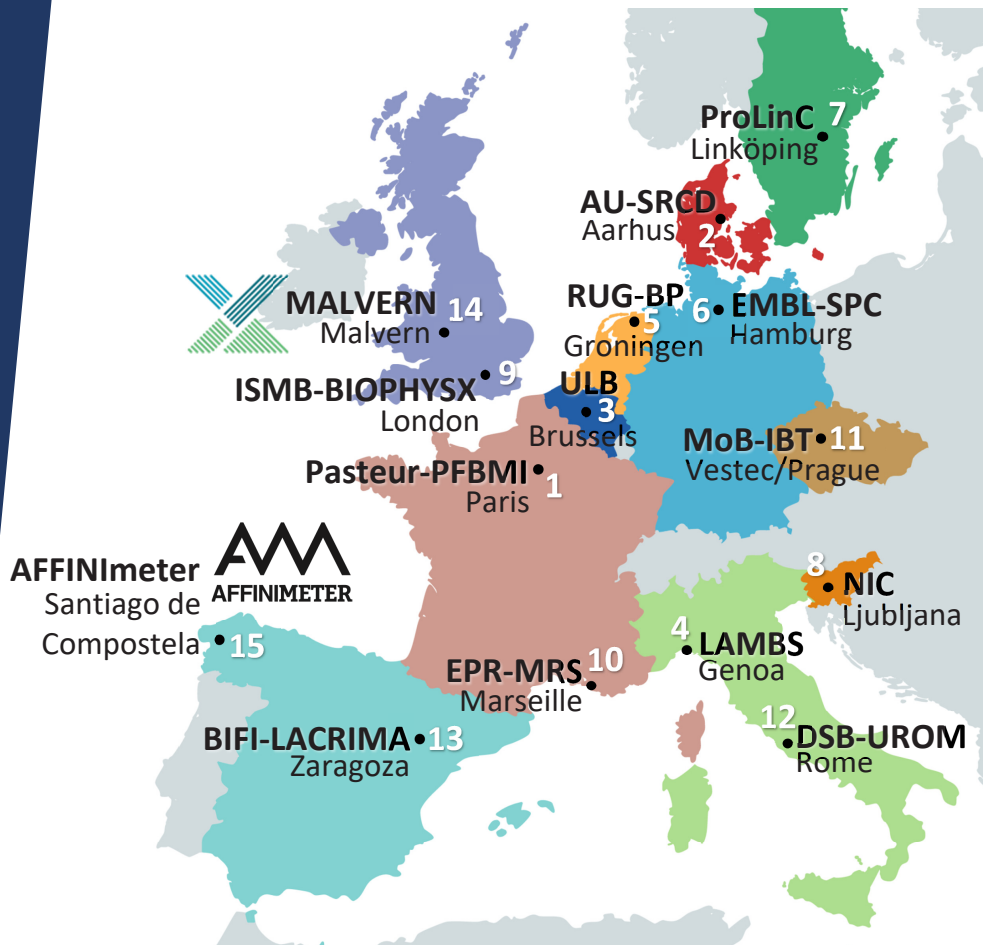 ProLinC 7
Linköping
AU-SRCD
Aarhus 2
MALVERN 14
Malvern
RUG-BP 5
Groningen
6 EMBL-SPC
Hamburg
ISMB-BIOPHYSX 9
London
ULB 3
Brussels
MoB-IBT 11
Vestec/Prague
Pasteur-PFBMI 1
Paris
AFFINImeter
Santiago de
Compostela 15
AFFINIMETER
8 NIC
Ljubljana
4 LAMBS
Genoa
EPR-MRS 10
Marseille
BIFI-LACRIMA 13
Zaragoza
12 DSB-UROM
Rome